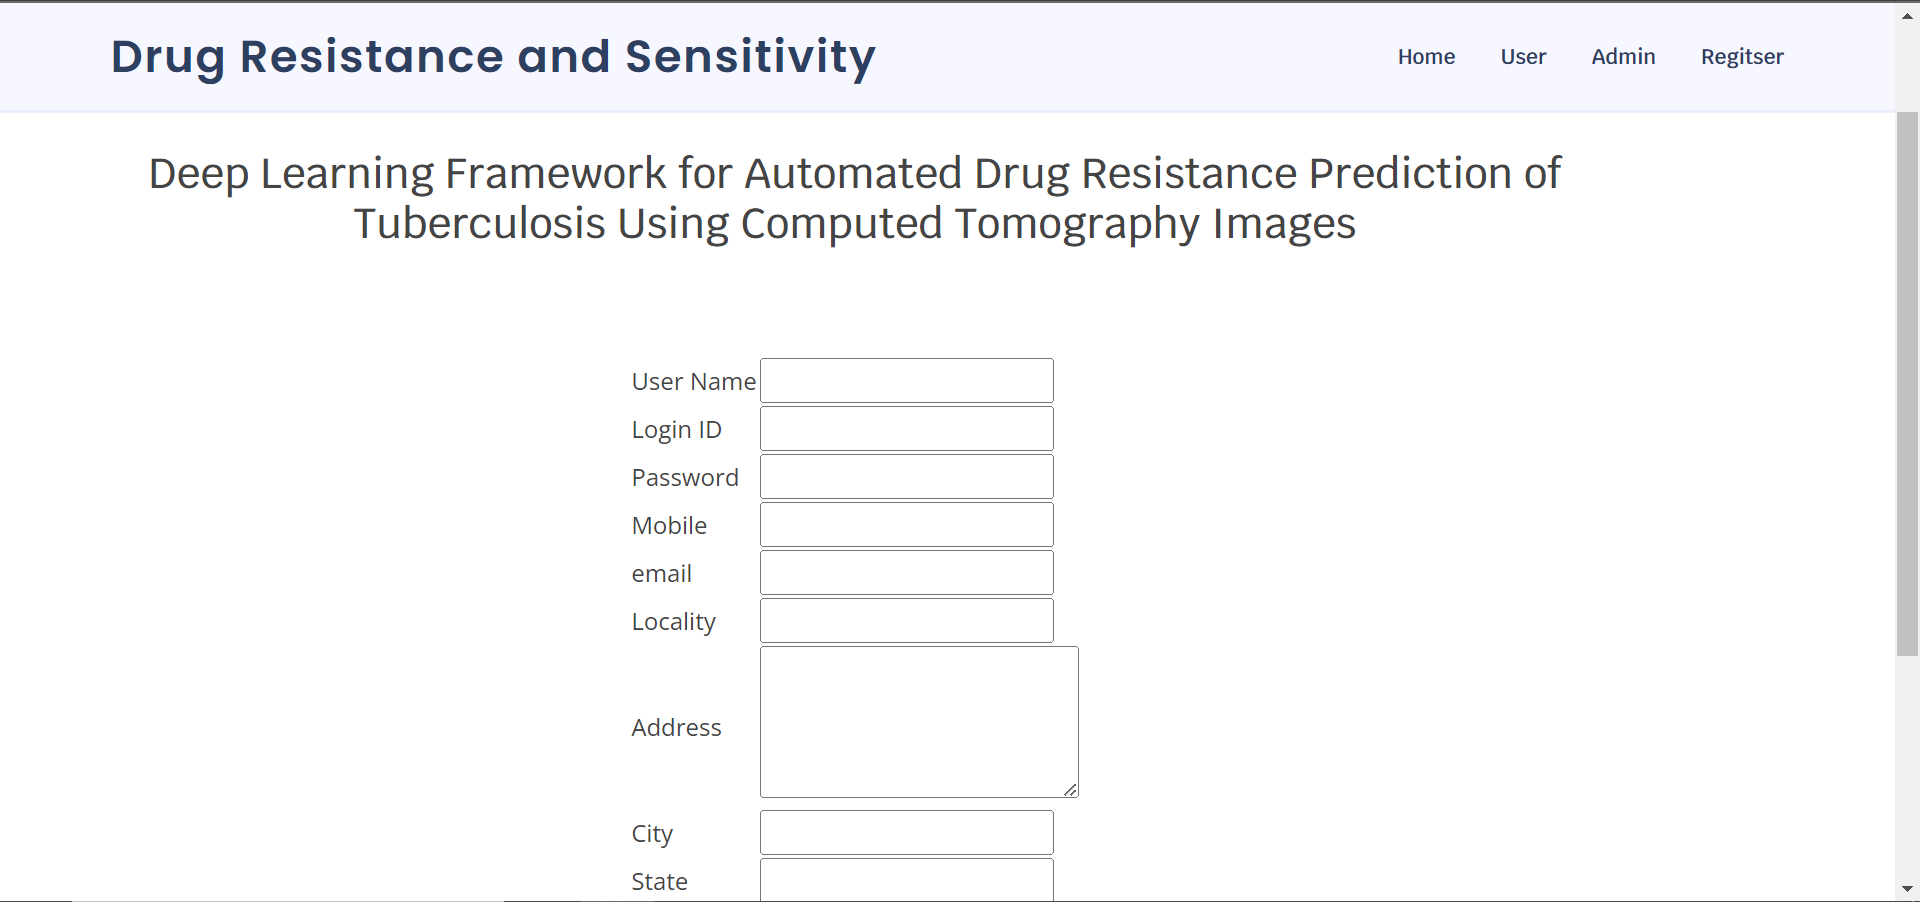 Drug Resistance and Sensitivity
Home User Admin Regitser
Deep Learning Framework for Automated Drug Resistance Prediction of
Tuberculosis Using Computed Tomography Images
User Name
Login ID
Password
Mobile
email
Locality
Address
City
State